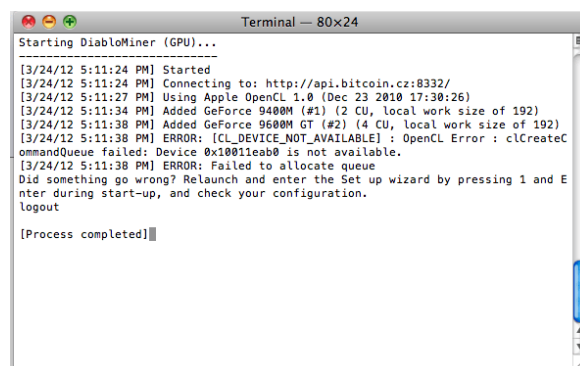 Terminal — 80×24
Starting DiabloMiner (GPU)...
----------------------------
[3/24/12 5:11:24 PM] Started
[3/24/12 5:11:24 PM] Connecting to: http://api.bitcoin.cz:8332/
[3/24/12 5:11:27 PM] Using Apple OpenCL 1.0 (Dec 23 2010 17:30:26)
[3/24/12 5:11:34 PM] Added GeForce 9400M (#1) (2 CU, local work size of 192)
[3/24/12 5:11:38 PM] Added GeForce 9600M GT (#2) (4 CU, local work size of 192)
[3/24/12 5:11:38 PM] ERROR: [CL_DEVICE_NOT_AVAILABLE] : OpenCL Error : clCreateC
ommandQueue failed: Device 0x10011eab0 is not available.
[3/24/12 5:11:38 PM] ERROR: Failed to allocate queue
Did something go wrong? Relaunch and enter the Set up wizard by pressing 1 and E
nter during start-up, and check your configuration.
logout
[Process completed]